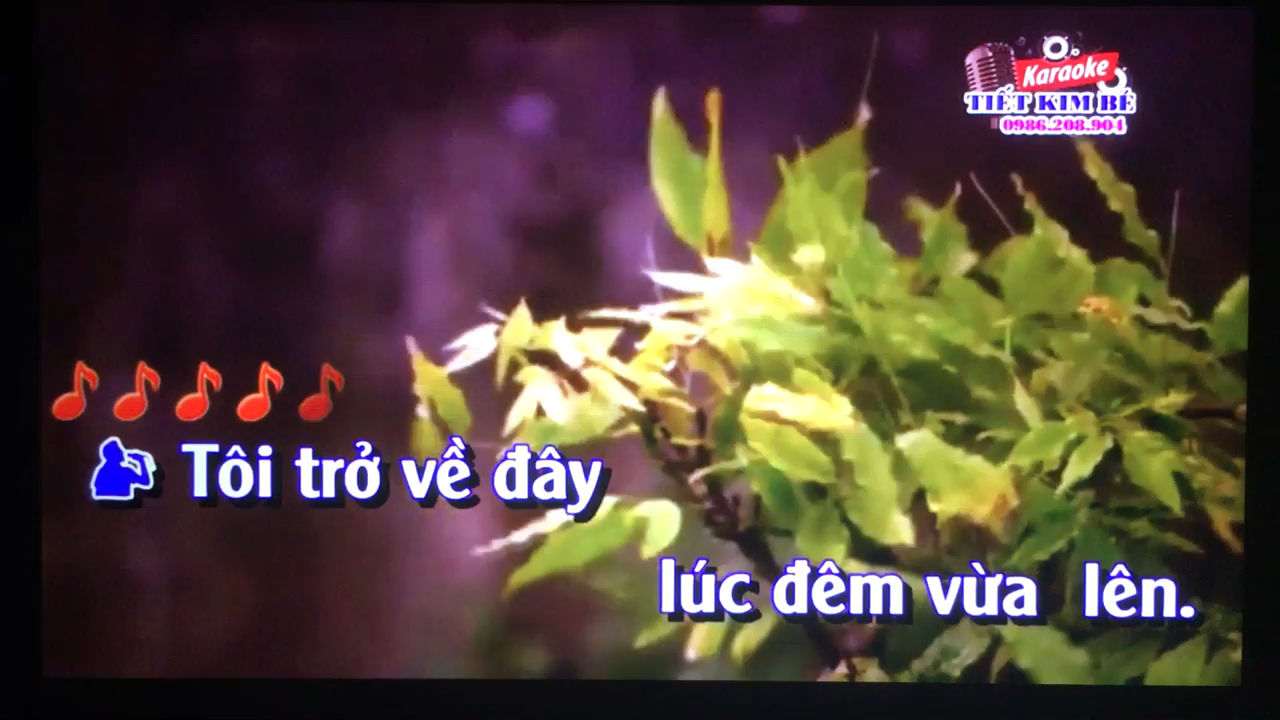 Karaoke
TIẾT KIM BÉ
0986.208.904
Tôi trở về đây
lúc đêm vừa lên.